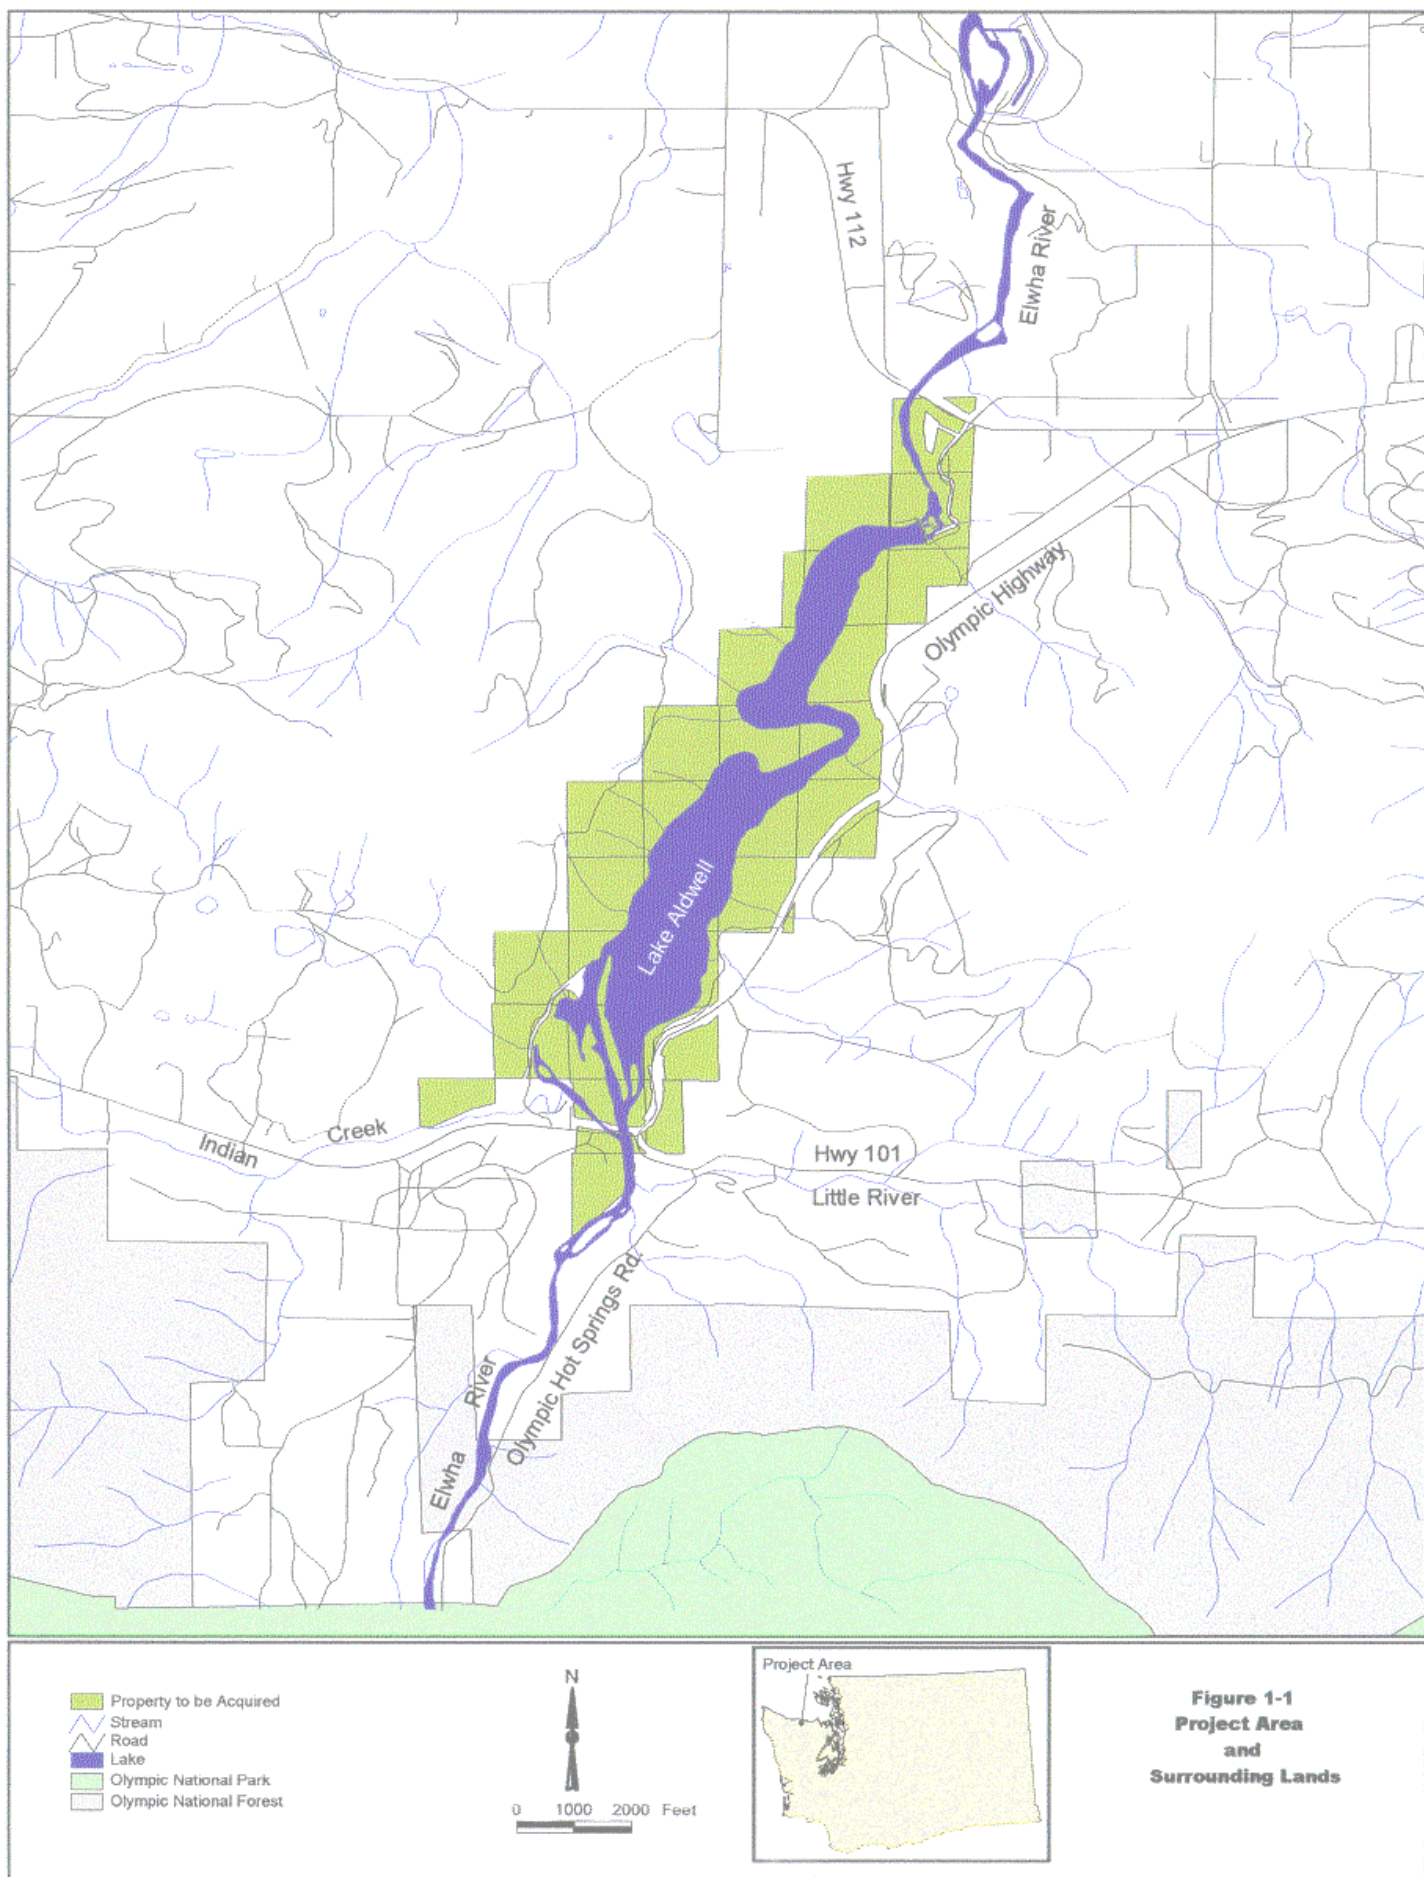 Hwy 112
Elwha River
Olympic Highway
Lake Aldwell
Indian
Creek
Hwy 101
Little River
Olympic Hot Springs Rd.
River
Elwha
Property to be Acquired
Stream
Road
Lake
Olympic National Park
Olympic National Forest
N
0 1000 2000 Feet
Project Area
Figure 1-1
Project Area
and
Surrounding Lands